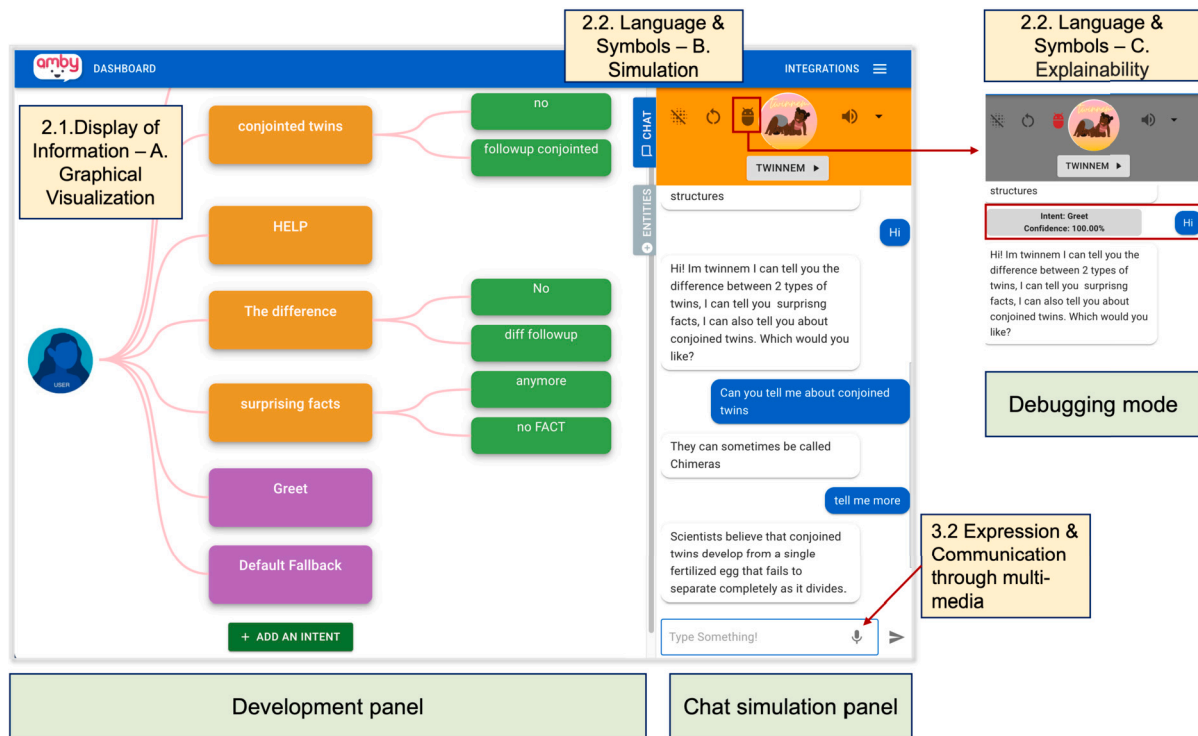 2.2. Language &
Symbols – B.
Simulation
2.2. Language &
Symbols – C.
Explainability
amby
DASHBOARD
INTEGRATIONS
2.1.Display of
Information – A.
Graphical
Visualization
conjointed twins
no
followup conjointed
HELP
The difference
No
diff followup
USER
surprising facts
anymore
no FACT
Greet
Default Fallback
+ ADD AN INTENT
CHAT
ENTITIES
TWINNEM
structures
Hi
Hi! Im twinnem I can tell you the
difference between 2 types of
twins, I can tell you surprisng
facts, I can also tell you about
conjoined twins. Which would you
like?
Can you tell me about conjoined
twins
They can sometimes be called
Chimeras
tell me more
Scientists believe that conjoined
twins develop from a single
fertilized egg that fails to
separate completely as it divides.
Type Something!
TWINNEM
structures
Intent: Greet
Confidence: 100.00%
Hi
Hi! Im twinnem I can tell you the
difference between 2 types of
twins, I can tell you surprisng
facts, I can also tell you about
conjoined twins. Which would you
like?
Debugging mode
3.2 Expression &
Communication
through multi-
media
Development panel
Chat simulation panel